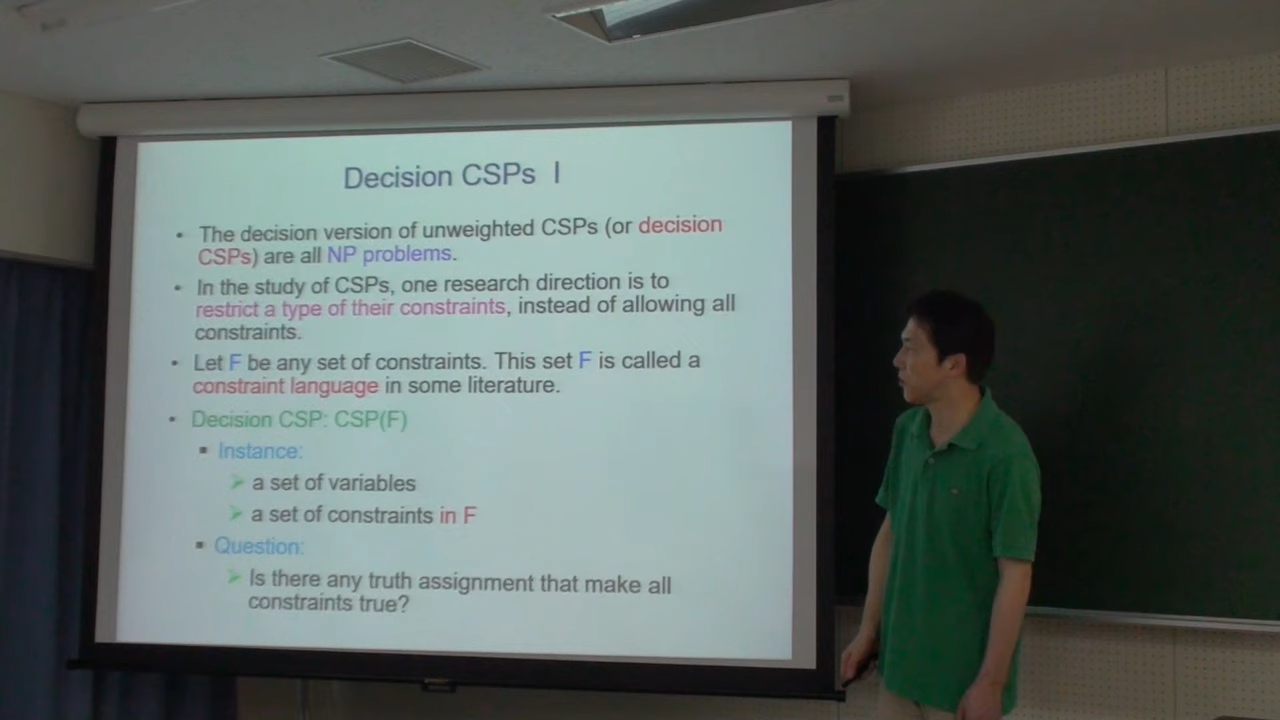 Decision CSPs I
• The decision version of unweighted CSPs (or decision
CSPs) are all NP problems.
• In the study of CSPs, one research direction is to
restrict a type of their constraints, instead of allowing all
constraints.
• Let F be any set of constraints. This set F is called a
constraint language in some literature.
• Decision CSP: CSP(F)
▪ Instance:
➢ a set of variables
➢ a set of constraints in F
▪ Question:
➢ Is there any truth assignment that make all
constraints true?